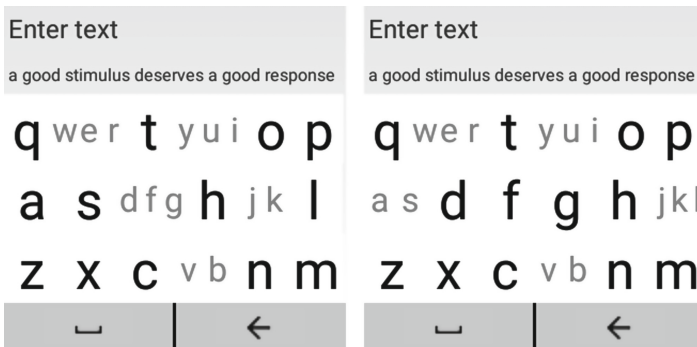 Enter text
a good stimulus deserves a good response
q w e r t y u i o p
a s d f g h j k l
z x c v b n m
Enter text
a good stimulus deserves a good response
q w e r t y u i o p
a s d f g h j k l
z x c v b n m